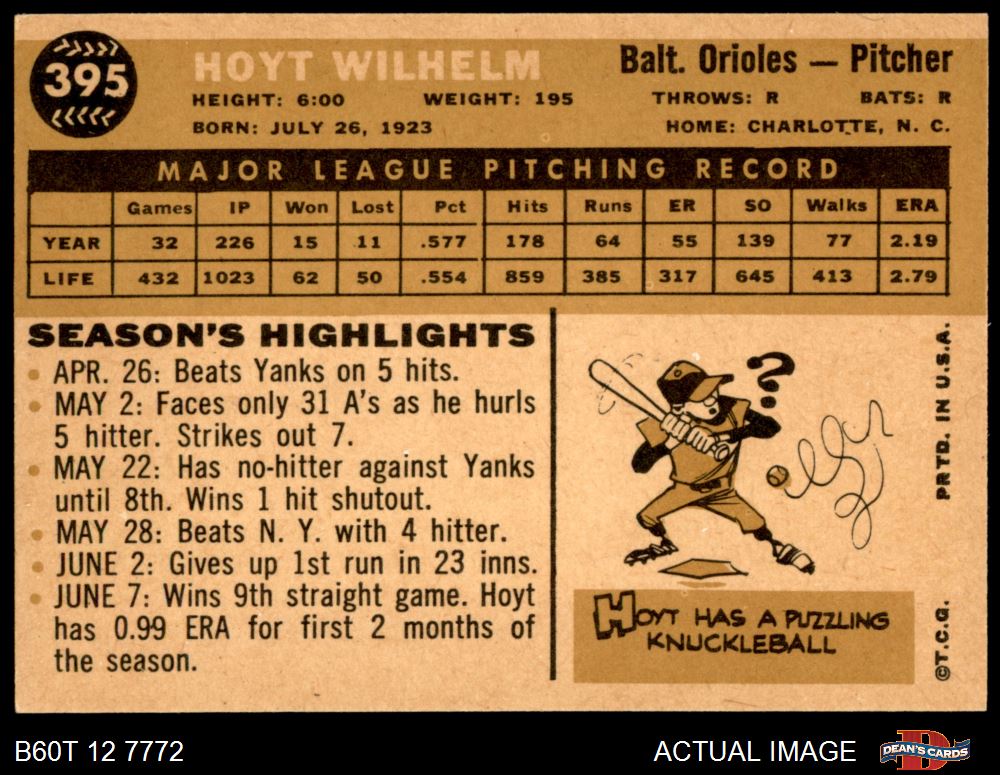 395
HOYT WILHELM
Balt. Orioles — Pitcher
HEIGHT: 6:00 WEIGHT: 195 THROWS: R BATS: R
BORN: JULY 26, 1923 HOME: CHARLOTTE, N. C.
MAJOR LEAGUE PITCHING RECORD
Games IP Won Lost Pct Hits Runs ER SO Walks ERA
YEAR 32 226 15 11 .577 178 64 55 139 77 2.19
LIFE 432 1023 62 50 .554 859 385 317 645 413 2.79
SEASON'S HIGHLIGHTS
• APR. 26: Beats Yanks on 5 hits.
• MAY 2: Faces only 31 A's as he hurls
5 hitter. Strikes out 7.
• MAY 22: Has no-hitter against Yanks
until 8th. Wins 1 hit shutout.
• MAY 28: Beats N. Y. with 4 hitter.
• JUNE 2: Gives up 1st run in 23 inns.
• JUNE 7: Wins 9th straight game. Hoyt
has 0.99 ERA for first 2 months of
the season.
?
HOYT HAS A PUZZLING
KNUCKLEBALL
©T.C.G. PRTD. IN U.S.A.
B60T 12 7772
ACTUAL IMAGE
D
DEAN'S CARDS